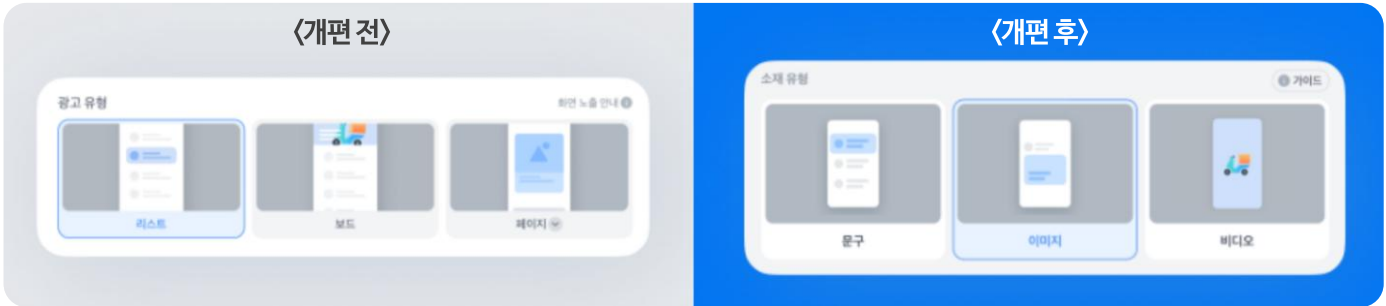 〈개편 전〉
광고 유형
화면 노출 안내
리스트
보드
페이지
〈개편 후〉
소재 유형
가이드
문구
이미지
비디오